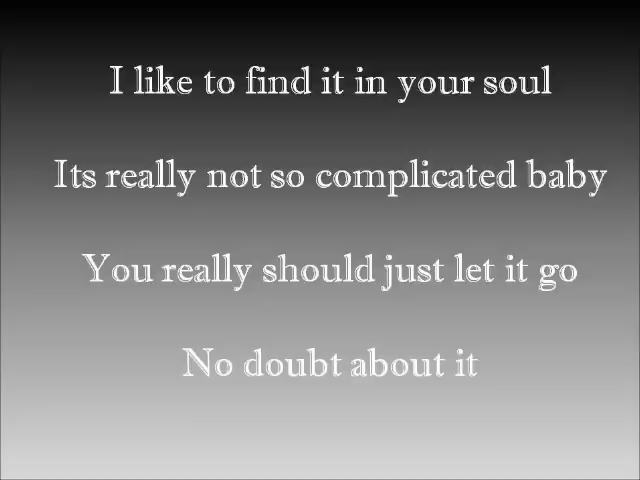 I like to find it in your soul
Its really not so complicated baby
You really should just let it go
No doubt about it